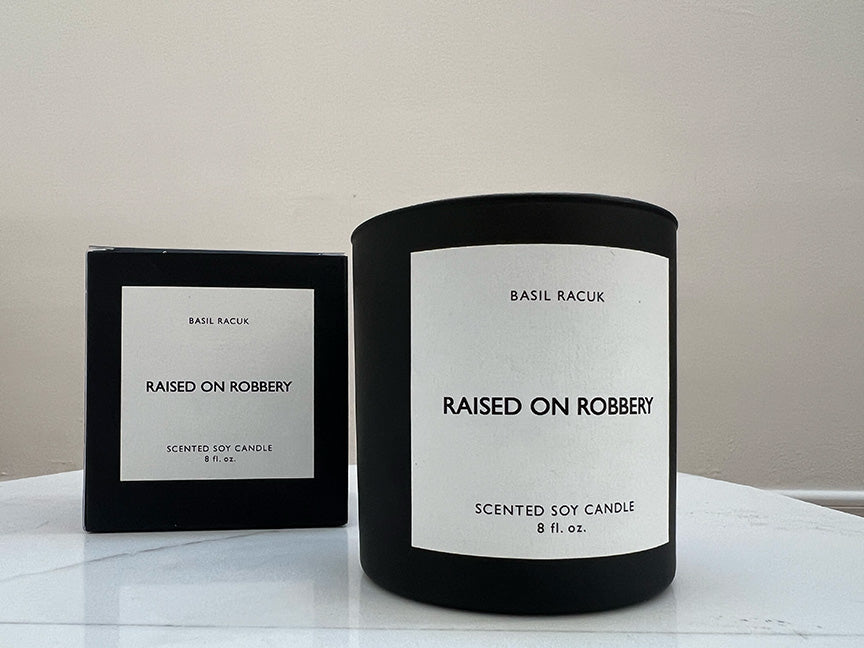 BASIL RACUK
RAISED ON ROBBERY
SCENTED SOY CANDLE
8 fl. oz.
BASIL RACUK
RAISED ON ROBBERY
SCENTED SOY CANDLE
8 fl. oz.